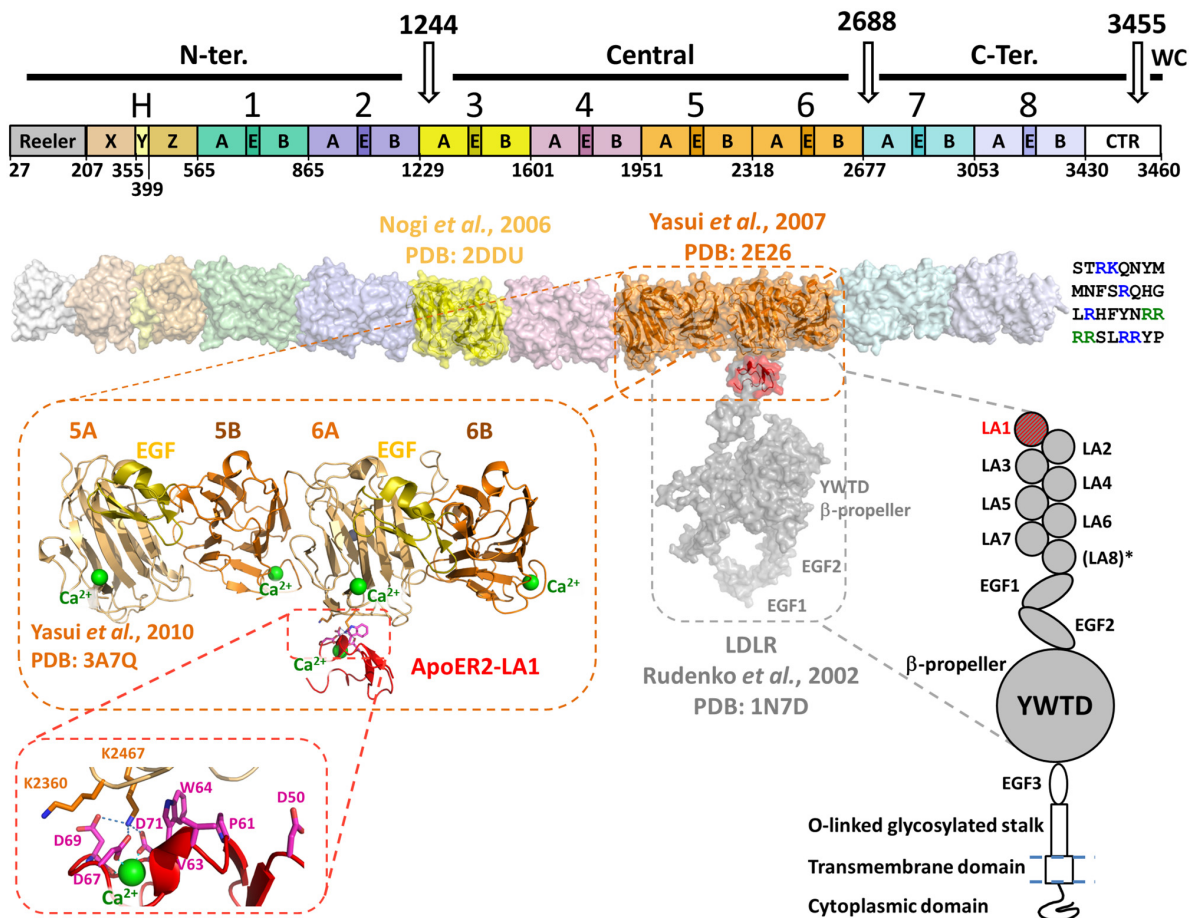 1244
2688
3455
N-ter.
Central
C-Ter.
WC
H 1 2 3 4 5 6 7 8
Reeler X Y Z A E B A E B A E B A E B A E B A E B A E B A E B CTR
27 207 355 565 865 1229 1601 1951 2318 2677 3053 3430 3460
399
Nogi et al., 2006
PDB: 2DDU
Yasui et al., 2007
PDB: 2E26
STRKQNYM
MNFSRQHG
LRHFYNRR
RRSLRRYP
5A EGF 5B 6A EGF 6B
Ca2+
Ca2+
Ca2+
Ca2+
Yasui et al., 2010
PDB: 3A7Q
Ca2+
ApoER2-LA1
YWTD
β-propeller
EGF2
EGF1
LDLR
Rudenko et al., 2002
PDB: 1N7D
LA1
LA2
LA3
LA4
LA5
LA6
LA7
(LA8)*
EGF1
EGF2
β-propeller
YWTD
EGF3
O-linked glycosylated stalk
Transmembrane domain
Cytoplasmic domain
K2467
K2360
W64
D50
D69
D71
P61
V63
D67
Ca2+